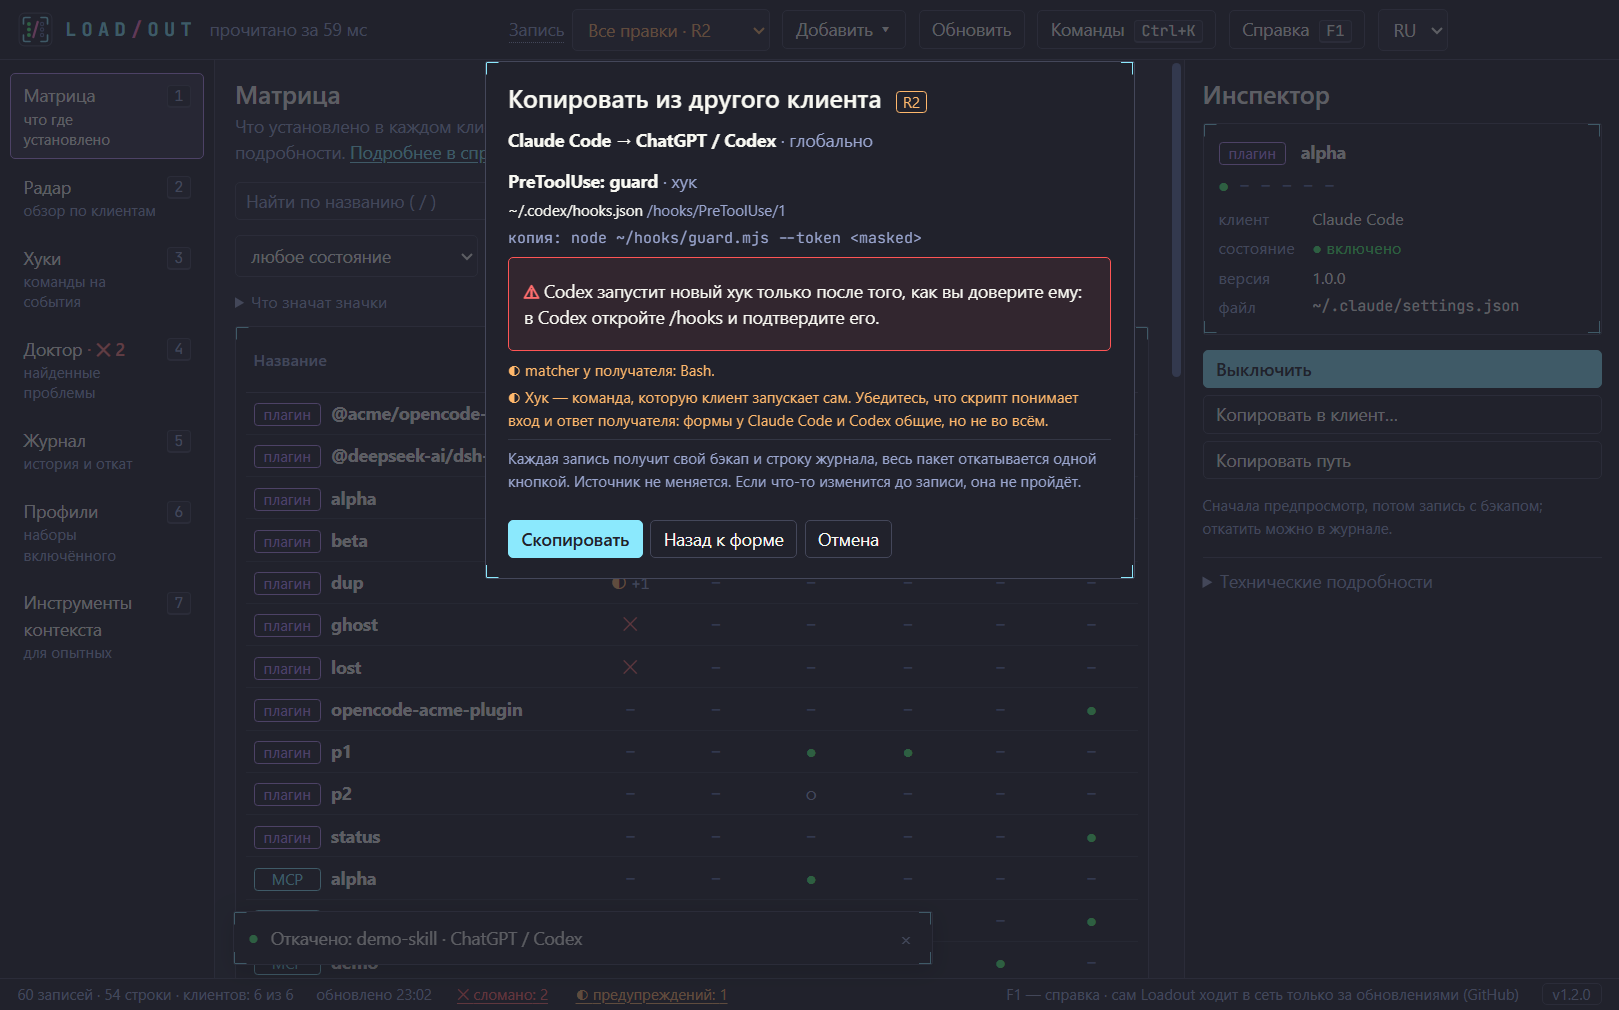 LOAD/OUT прочитано за 59 мс
Запись Все правки · R2 Добавить ▾ Обновить Команды Ctrl+K Справка F1 RU
Матрица 1
что где
установлено
Радар 2
обзор по клиентам
Хуки 3
команды на
события
Доктор · ✕ 2 4
найденные
проблемы
Журнал 5
история и откат
Профили 6
наборы
включённого
Инструменты 7
контекста
для опытных
Матрица
Что установлено в каждом кли
подробности. Подробнее в спр
Найти по названию ( / )
любое состояние
▶ Что значат значки
Название
плагин @acme/opencode-
плагин @deepseek-ai/dsh-
плагин alpha
плагин beta
плагин dup ◐ +1 – – – – –
плагин ghost ✕ – – – – –
плагин lost ✕ – – – – –
плагин opencode-acme-plugin – – – – – ●
плагин p1 – – ● ● – –
плагин p2 – – ○ – – –
плагин status – – – – – ●
MCP alpha – – ● – – –
MCP demo
Копировать из другого клиента R2
Claude Code → ChatGPT / Codex · глобально
PreToolUse: guard · хук
~/.codex/hooks.json /hooks/PreToolUse/1
копия: node ~/hooks/guard.mjs --token <masked>
⚠ Codex запустит новый хук только после того, как вы доверите ему:
в Codex откройте /hooks и подтвердите его.
◐ matcher у получателя: Bash.
◐ Хук — команда, которую клиент запускает сам. Убедитесь, что скрипт понимает
вход и ответ получателя: формы у Claude Code и Codex общие, но не во всём.
Каждая запись получит свой бэкап и строку журнала, весь пакет откатывается одной
кнопкой. Источник не меняется. Если что-то изменится до записи, она не пройдёт.
Скопировать Назад к форме Отмена
Инспектор
плагин alpha
● – – – – –
клиент Claude Code
состояние ● включено
версия 1.0.0
файл ~/.claude/settings.json
Выключить
Копировать в клиент…
Копировать путь
Сначала предпросмотр, потом запись с бэкапом;
откатить можно в журнале.
▶ Технические подробности
● Откачено: demo-skill · ChatGPT / Codex ×
60 записей · 54 строки · клиентов: 6 из 6 обновлено 23:02 ✕ сломано: 2 ◐ предупреждений: 1 F1 — справка · сам Loadout ходит в сеть только за обновлениями (GitHub) v1.2.0